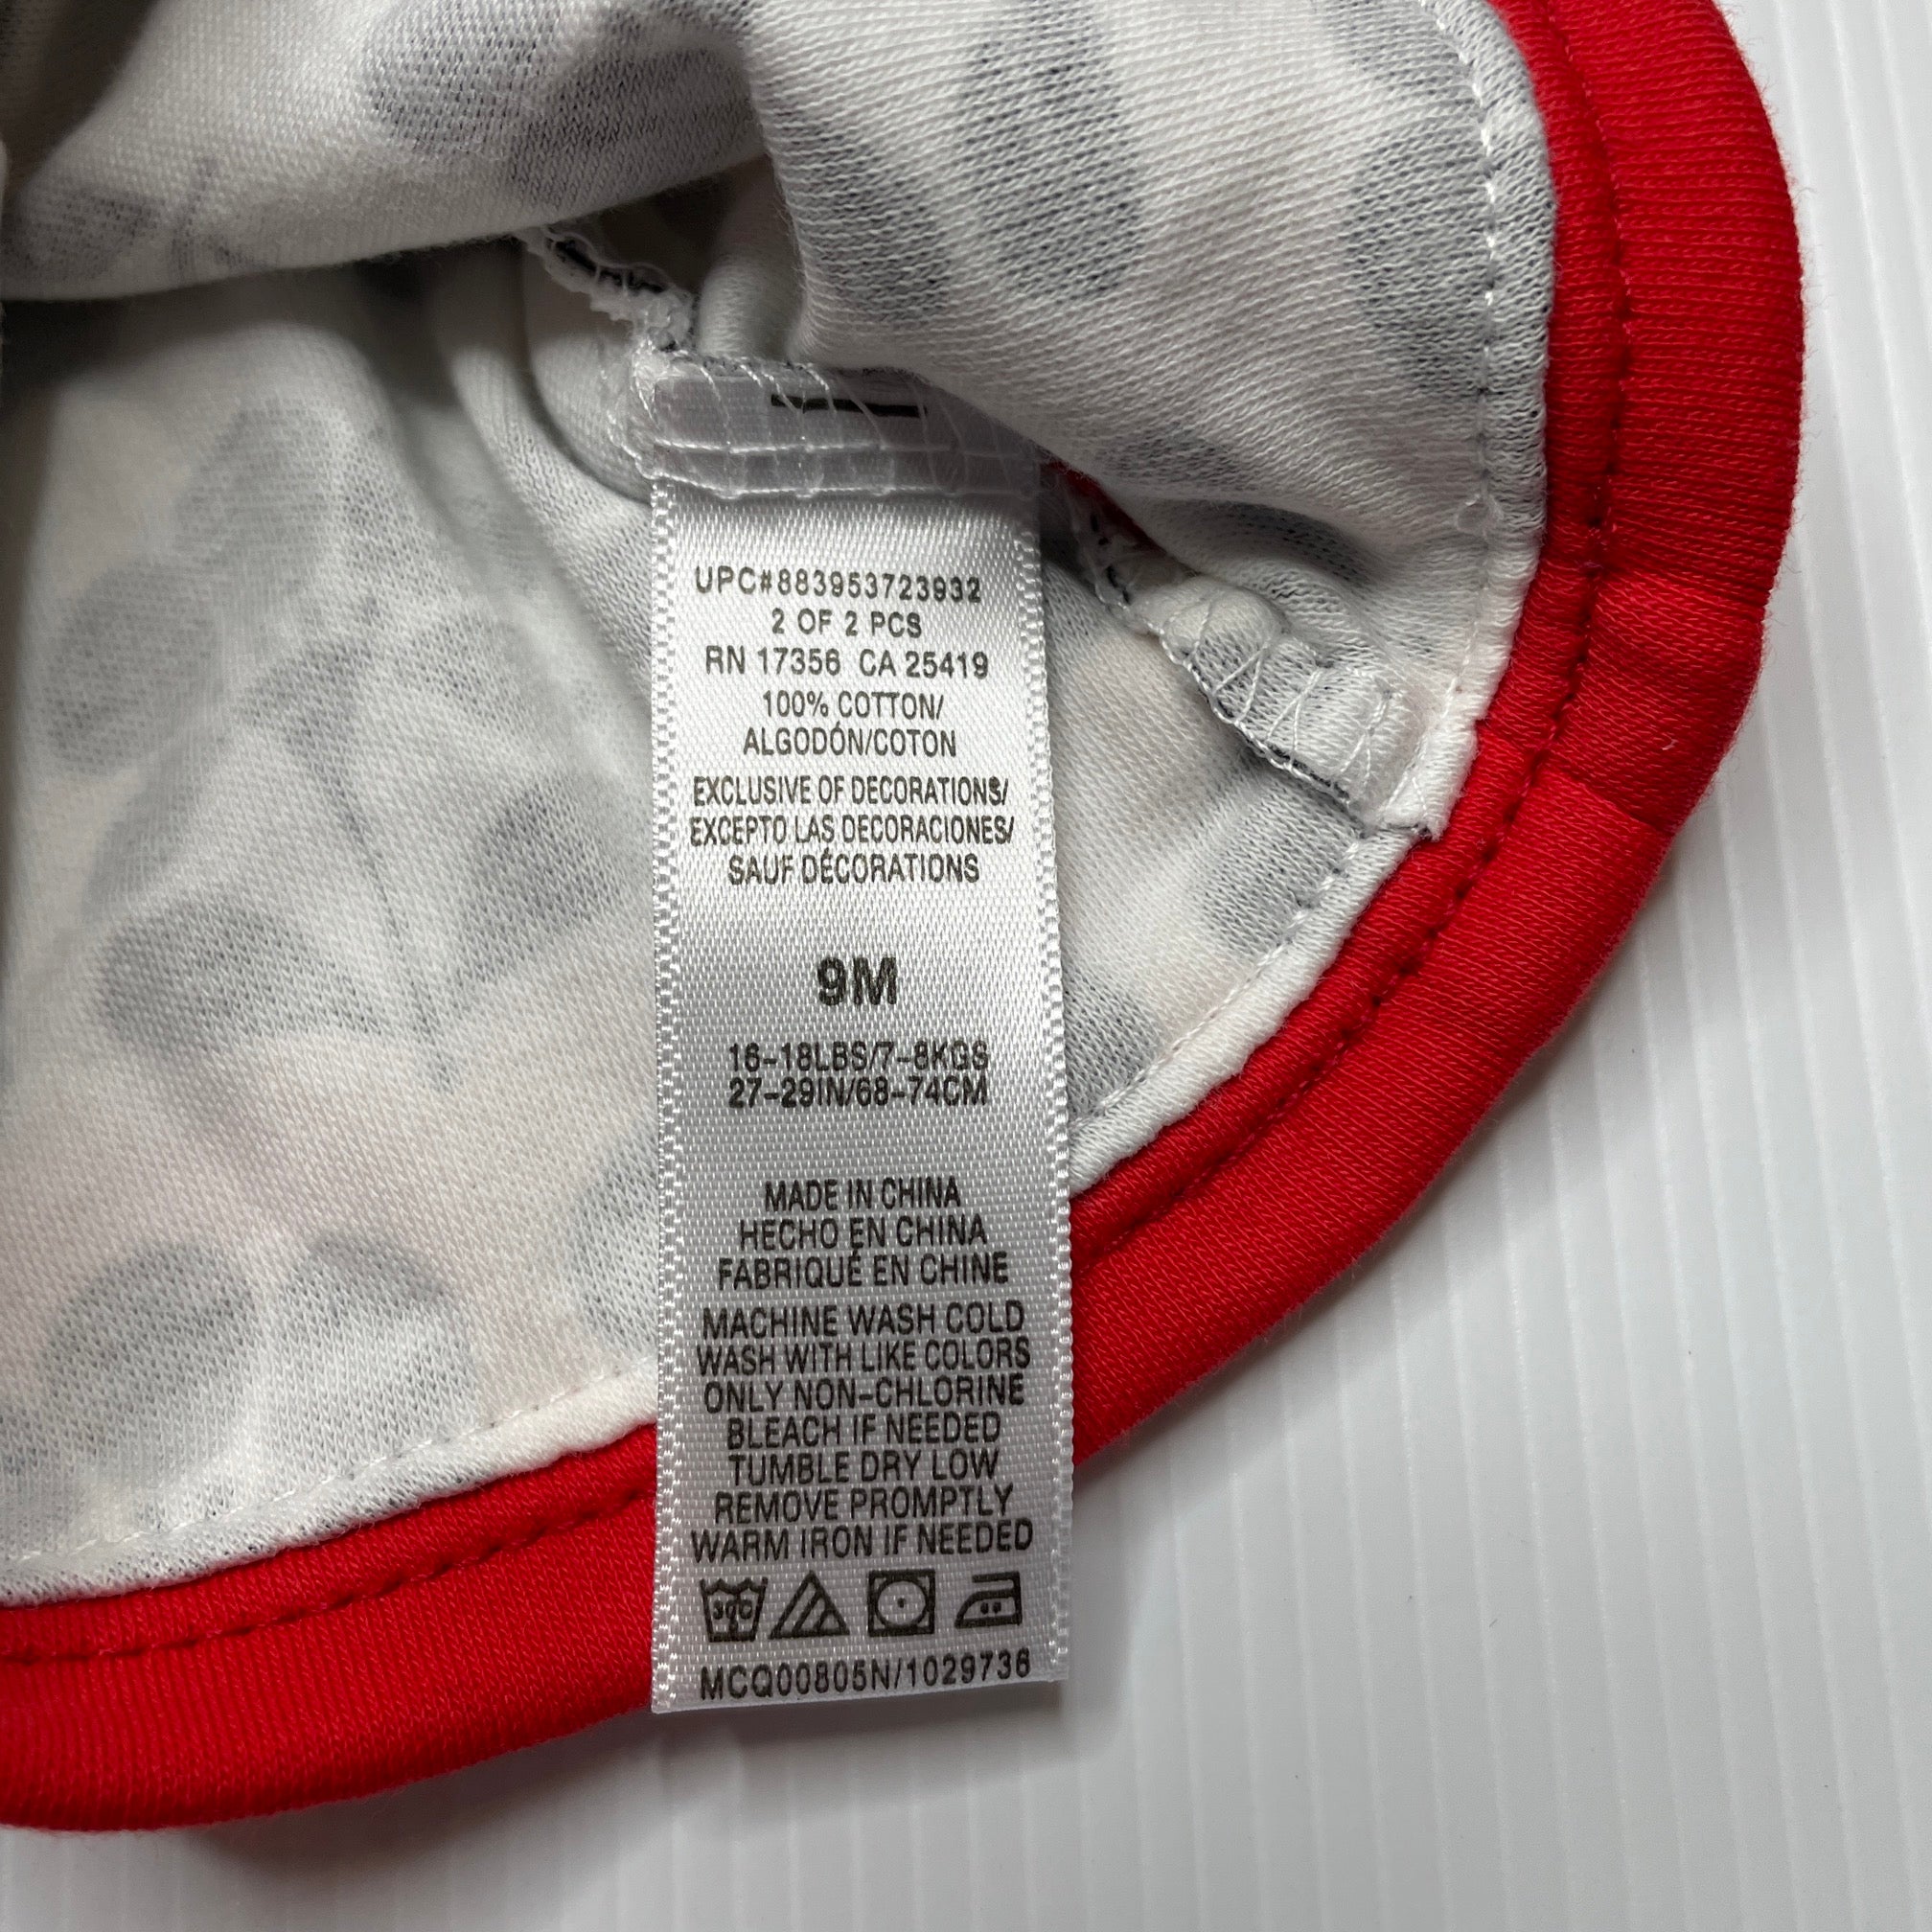 UPC#883953723932
2 OF 2 PCS
RN 17356 CA 25419
100% COTTON/
ALGODÓN/COTON
EXCLUSIVE OF DECORATIONS/
EXCEPTO LAS DECORACIONES/
SAUF DÉCORATIONS
9M
16-18LBS/7-8KGS
27-29IN/68-74CM
MADE IN CHINA
HECHO EN CHINA
FABRIQUÉ EN CHINE
MACHINE WASH COLD
WASH WITH LIKE COLORS
ONLY NON-CHLORINE
BLEACH IF NEEDED
TUMBLE DRY LOW
REMOVE PROMPTLY
WARM IRON IF NEEDED
30C
MCQ00805N/1029736